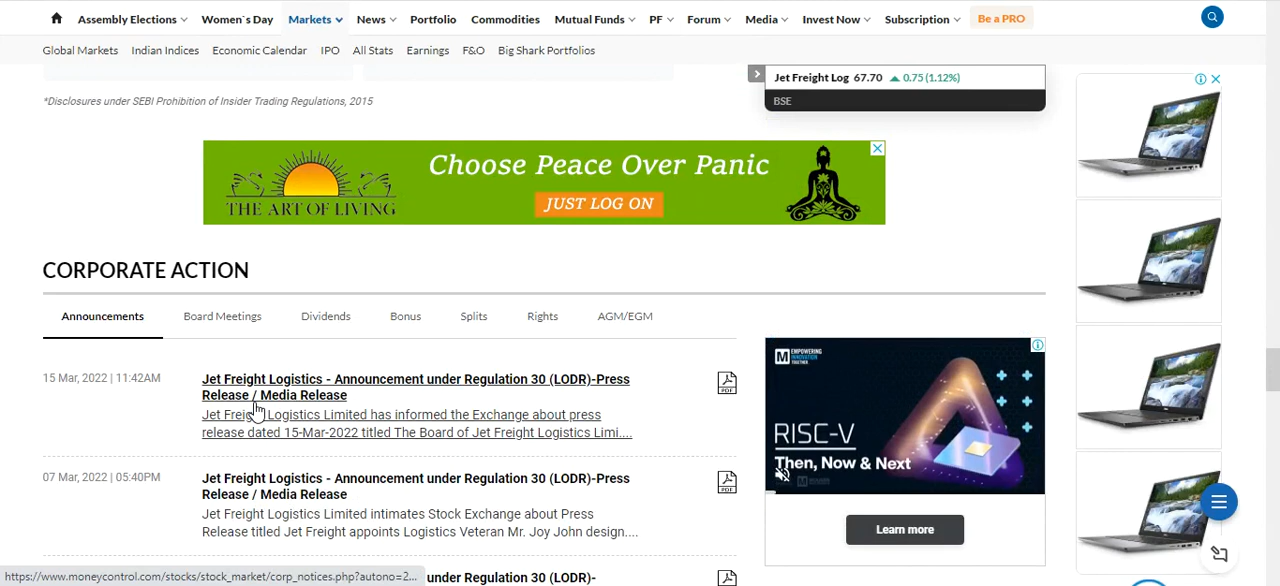 Assembly Elections Women`s Day Markets News Portfolio Commodities Mutual Funds PF Forum Media Invest Now Subscription Be a PRO
Global Markets Indian Indices Economic Calendar IPO All Stats Earnings F&O Big Shark Portfolios
Jet Freight Log 67.70 0.75 (1.12%)
BSE
*Disclosures under SEBI Prohibition of Insider Trading Regulations, 2015
Choose Peace Over Panic
THE ART OF LIVING
JUST LOG ON
CORPORATE ACTION
Announcements Board Meetings Dividends Bonus Splits Rights AGM/EGM
15 Mar, 2022 | 11:42AM
Jet Freight Logistics - Announcement under Regulation 30 (LODR)-Press
Release / Media Release
Jet Freight Logistics Limited has informed the Exchange about press
release dated 15-Mar-2022 titled The Board of Jet Freight Logistics Limi....
PDF
07 Mar, 2022 | 05:40PM
Jet Freight Logistics - Announcement under Regulation 30 (LODR)-Press
Release / Media Release
Jet Freight Logistics Limited intimates Stock Exchange about Press
Release titled Jet Freight appoints Logistics Veteran Mr. Joy John design....
PDF
under Regulation 30 (LODR)-
EMPOWERING
INNOVATION
TOGETHER
RISC-V
Then, Now & Next
Learn more
https://www.moneycontrol.com/stocks/stock_market/corp_notices.php?autono=2...